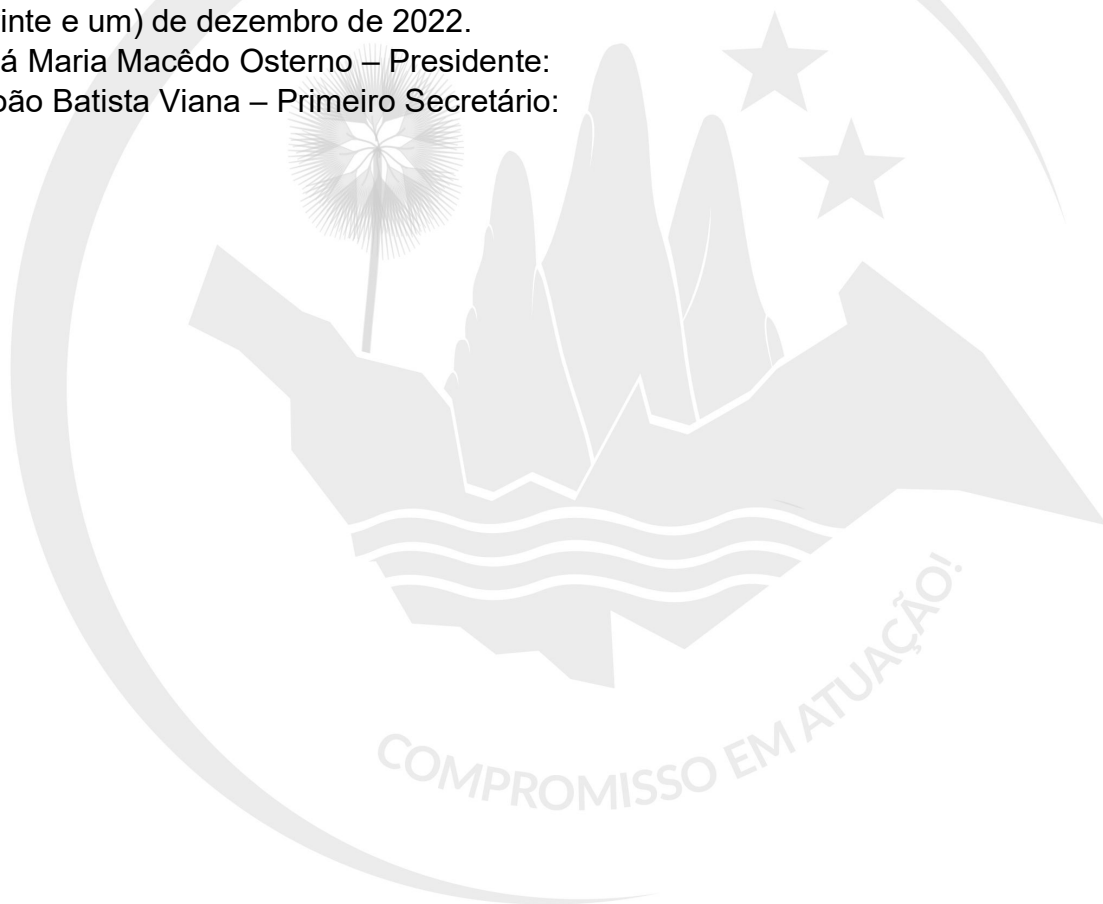 inte e um) de dezembro de 2022.
á Maria Macêdo Osterno – Presidente:
oão Batista Viana – Primeiro Secretário:
COMPROMISSO EM ATUAÇÃO!